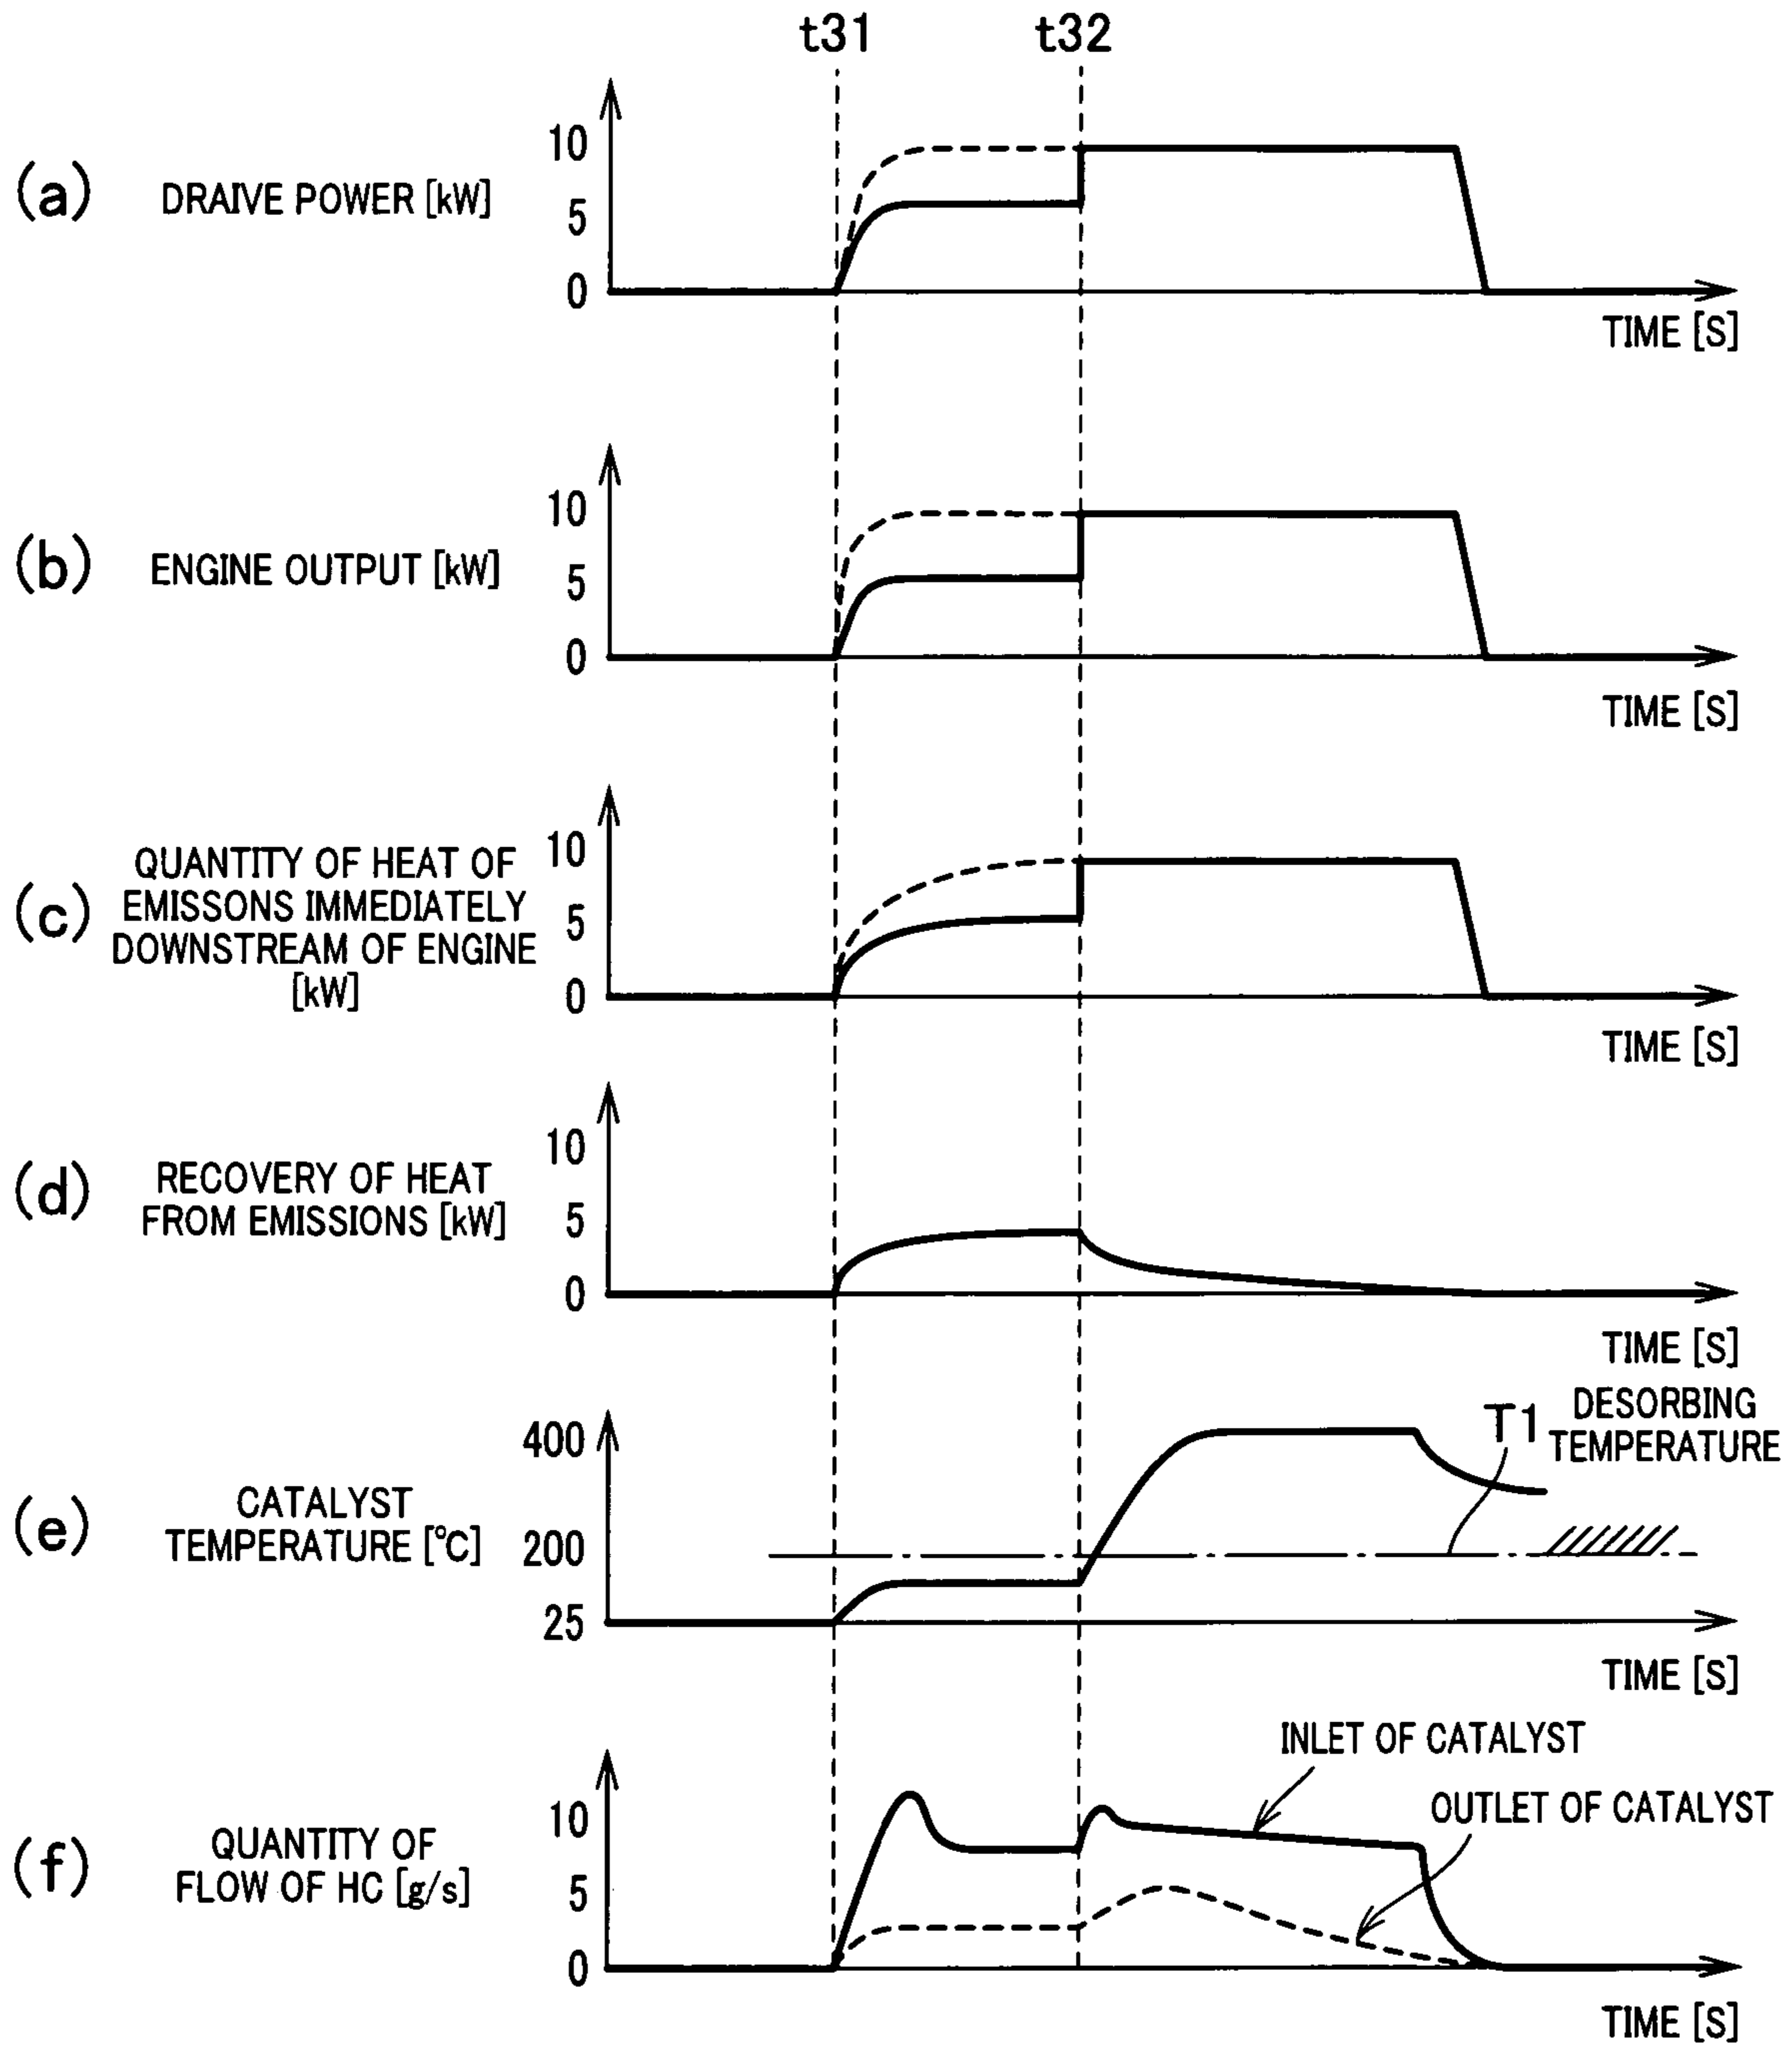 t31 t32
(a) DRAIVE POWER [kW]
10
5
0
TIME [S]
(b) ENGINE OUTPUT [kW]
10
5
0
TIME [S]
(c) QUANTITY OF HEAT OF
EMISSONS IMMEDIATELY
DOWNSTREAM OF ENGINE
[kW]
10
5
0
TIME [S]
(d) RECOVERY OF HEAT
FROM EMISSIONS [kW]
10
5
0
TIME [S]
(e) CATALYST
TEMPERATURE [°C]
400
200
25
T1 DESORBING
TEMPERATURE
TIME [S]
(f) QUANTITY OF
FLOW OF HC [g/s]
10
5
0
INLET OF CATALYST
OUTLET OF CATALYST
TIME [S]